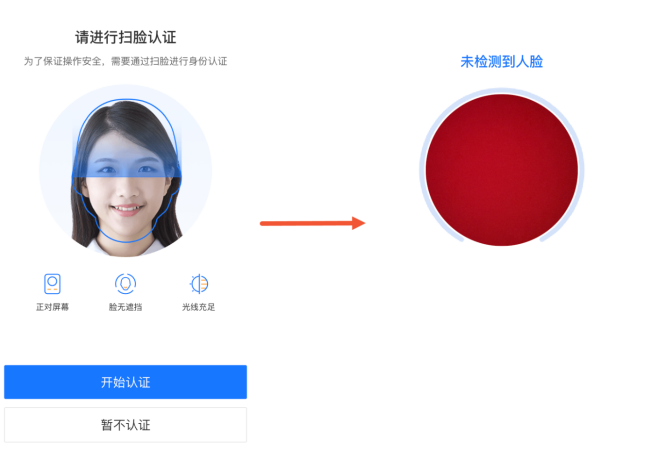 请进行扫脸认证
为了保证操作安全，需要通过扫脸进行身份认证
正对屏幕
脸无遮挡
光线充足
开始认证
暂不认证
未检测到人脸